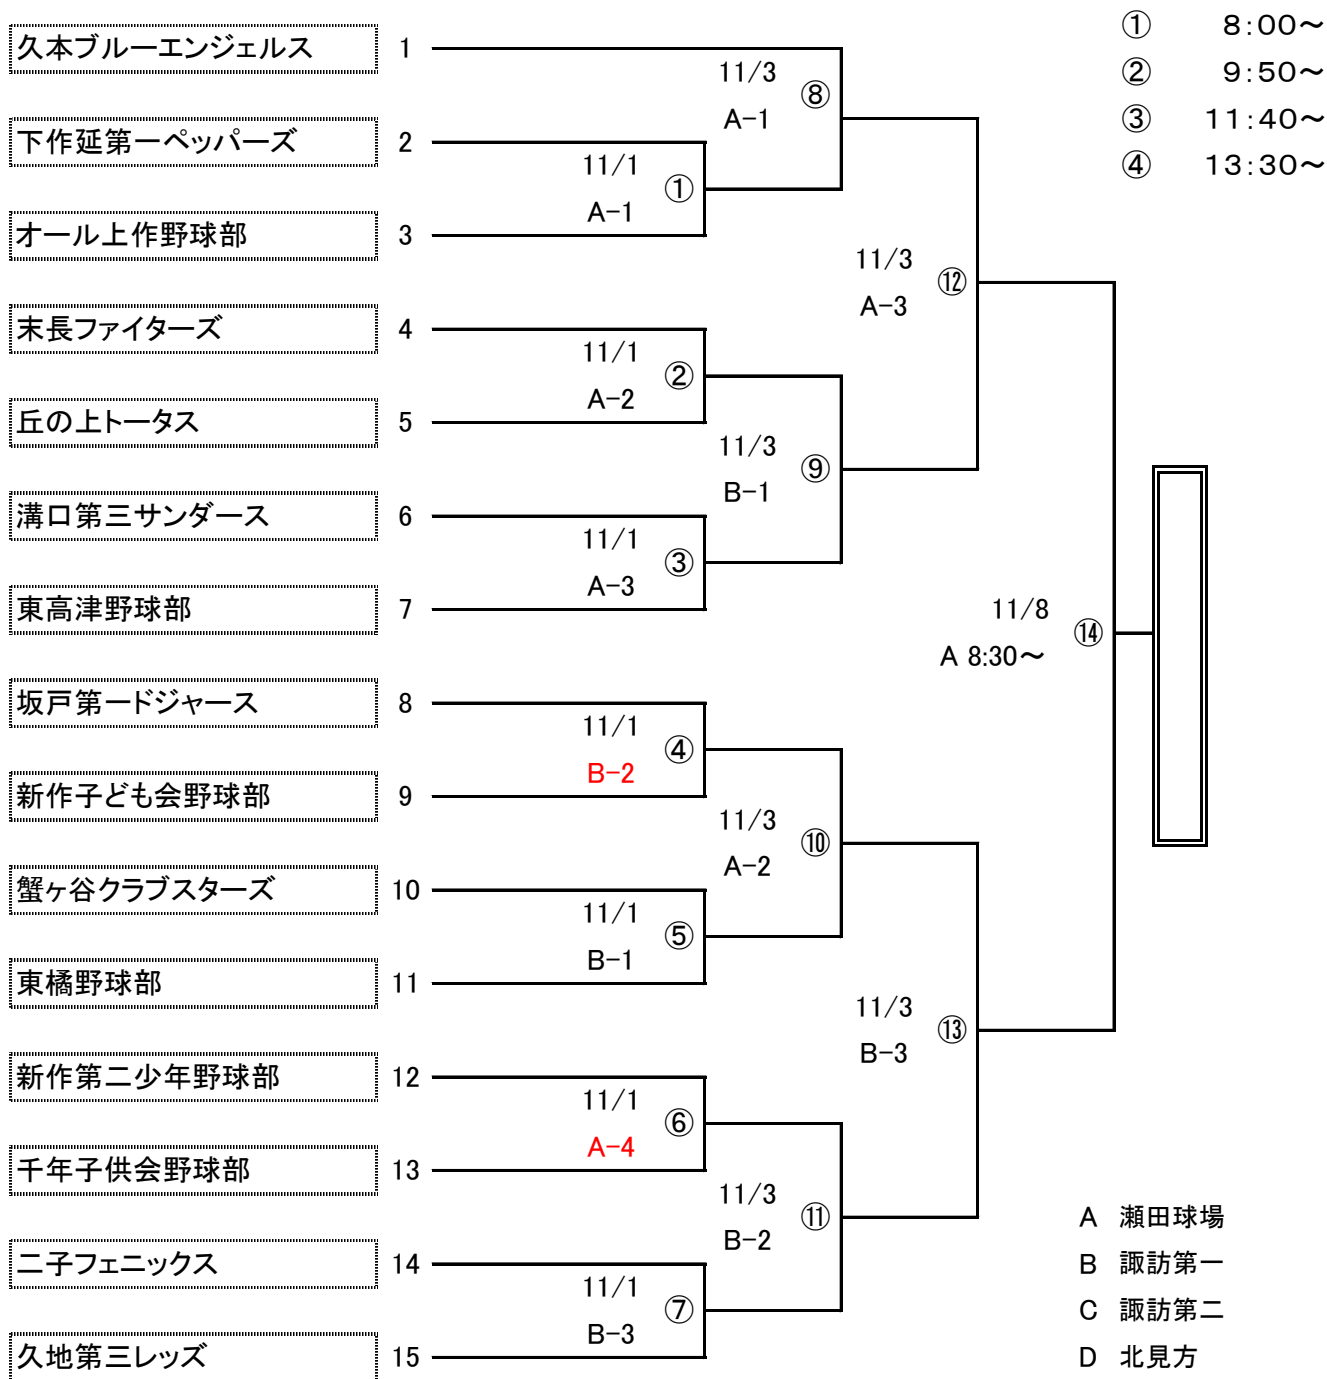 久本ブルーエンジェルス 1
下作延第一ペッパーズ 2
オール上作野球部 3
末長ファイターズ 4
丘の上トータス 5
溝口第三サンダース 6
東高津野球部 7
坂戸第一ドジャース 8
新作子ども会野球部 9
蟹ヶ谷クラブスターズ 10
東橘野球部 11
新作第二少年野球部 12
千年子供会野球部 13
二子フェニックス 14
久地第三レッズ 15
11/1
A-1
①
11/1
A-2
②
11/1
A-3
③
11/1
B-2
④
11/1
B-1
⑤
11/1
A-4
⑥
11/1
B-3
⑦
11/3
A-1
⑧
11/3
B-1
⑨
11/3
A-2
⑩
11/3
B-2
⑪
11/3
A-3
⑫
11/3
B-3
⑬
11/8
A 8:30～
⑭
① 8:00～
② 9:50～
③ 11:40～
④ 13:30～
A 瀬田球場
B 諏訪第一
C 諏訪第二
D 北見方